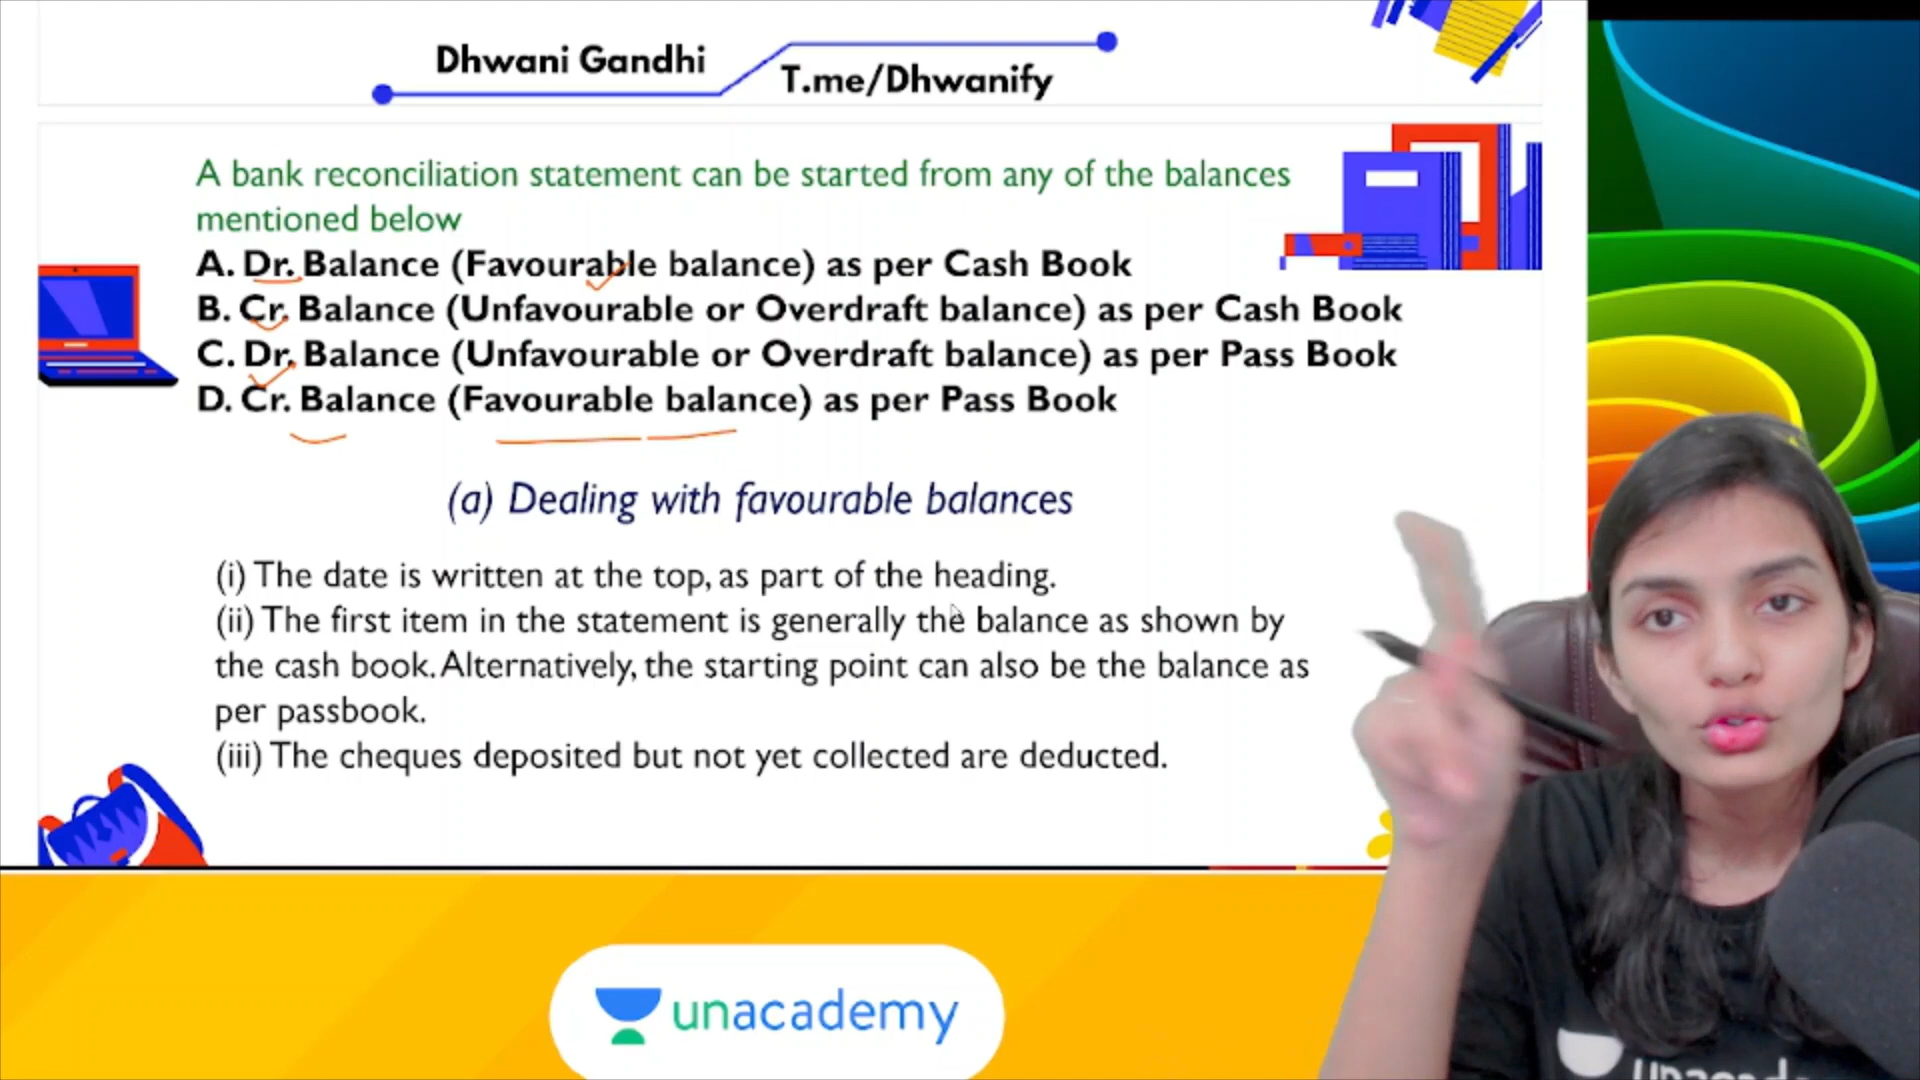 Dhwani Gandhi
T.me/Dhwanify
A bank reconciliation statement can be started from any of the balances
mentioned below
A. Dr. Balance (Favourable balance) as per Cash Book
B. Cr. Balance (Unfavourable or Overdraft balance) as per Cash Book
C. Dr. Balance (Unfavourable or Overdraft balance) as per Pass Book
D. Cr. Balance (Favourable balance) as per Pass Book
(a) Dealing with favourable balances
(i) The date is written at the top, as part of the heading.
(ii) The first item in the statement is generally the balance as shown by
the cash book. Alternatively, the starting point can also be the balance as
per passbook.
(iii) The cheques deposited but not yet collected are deducted.
unacademy